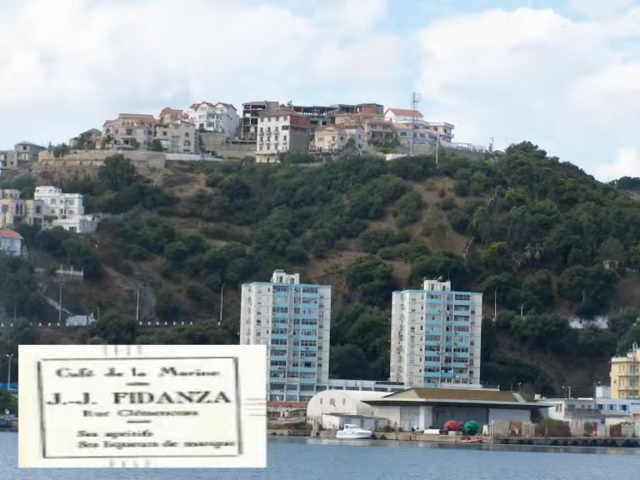 Café de la Marine
J.-J. FIDANZA
Rue Clémenceau
Ses apéritifs
Ses liqueurs de marque